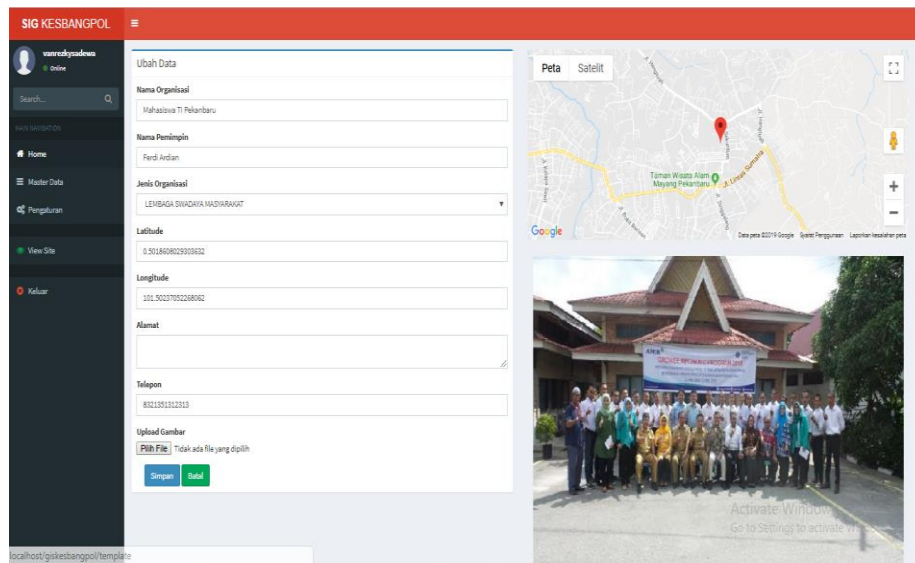 SIG KESBANGPOL
vanrezkysadewa
Online
Search...
MAIN NAVIGATION
Home
Master Data
Pengaturan
View Site
Keluar
Ubah Data
Nama Organisasi
Mahasiswa TI Pekanbaru
Nama Pemimpin
Ferdi Ardian
Jenis Organisasi
LEMBAGA SWADAYA MASYARAKAT
Latitude
0.5018608029303632
Longitude
101.50237052268062
Alamat
Telepon
8321351312313
Upload Gambar
Pilih File Tidak ada file yang dipilih
Simpan Batal
Peta Satelit
Taman Wisata Alam
Mayang Pekanbaru
Jl. Lintas Sumatra
Google
Data peta ©2019 Google Syarat Penggunaan Laporkan kesalahan peta
Activate Windows
Go to Settings to activate
localhost/giskesbangpol/template